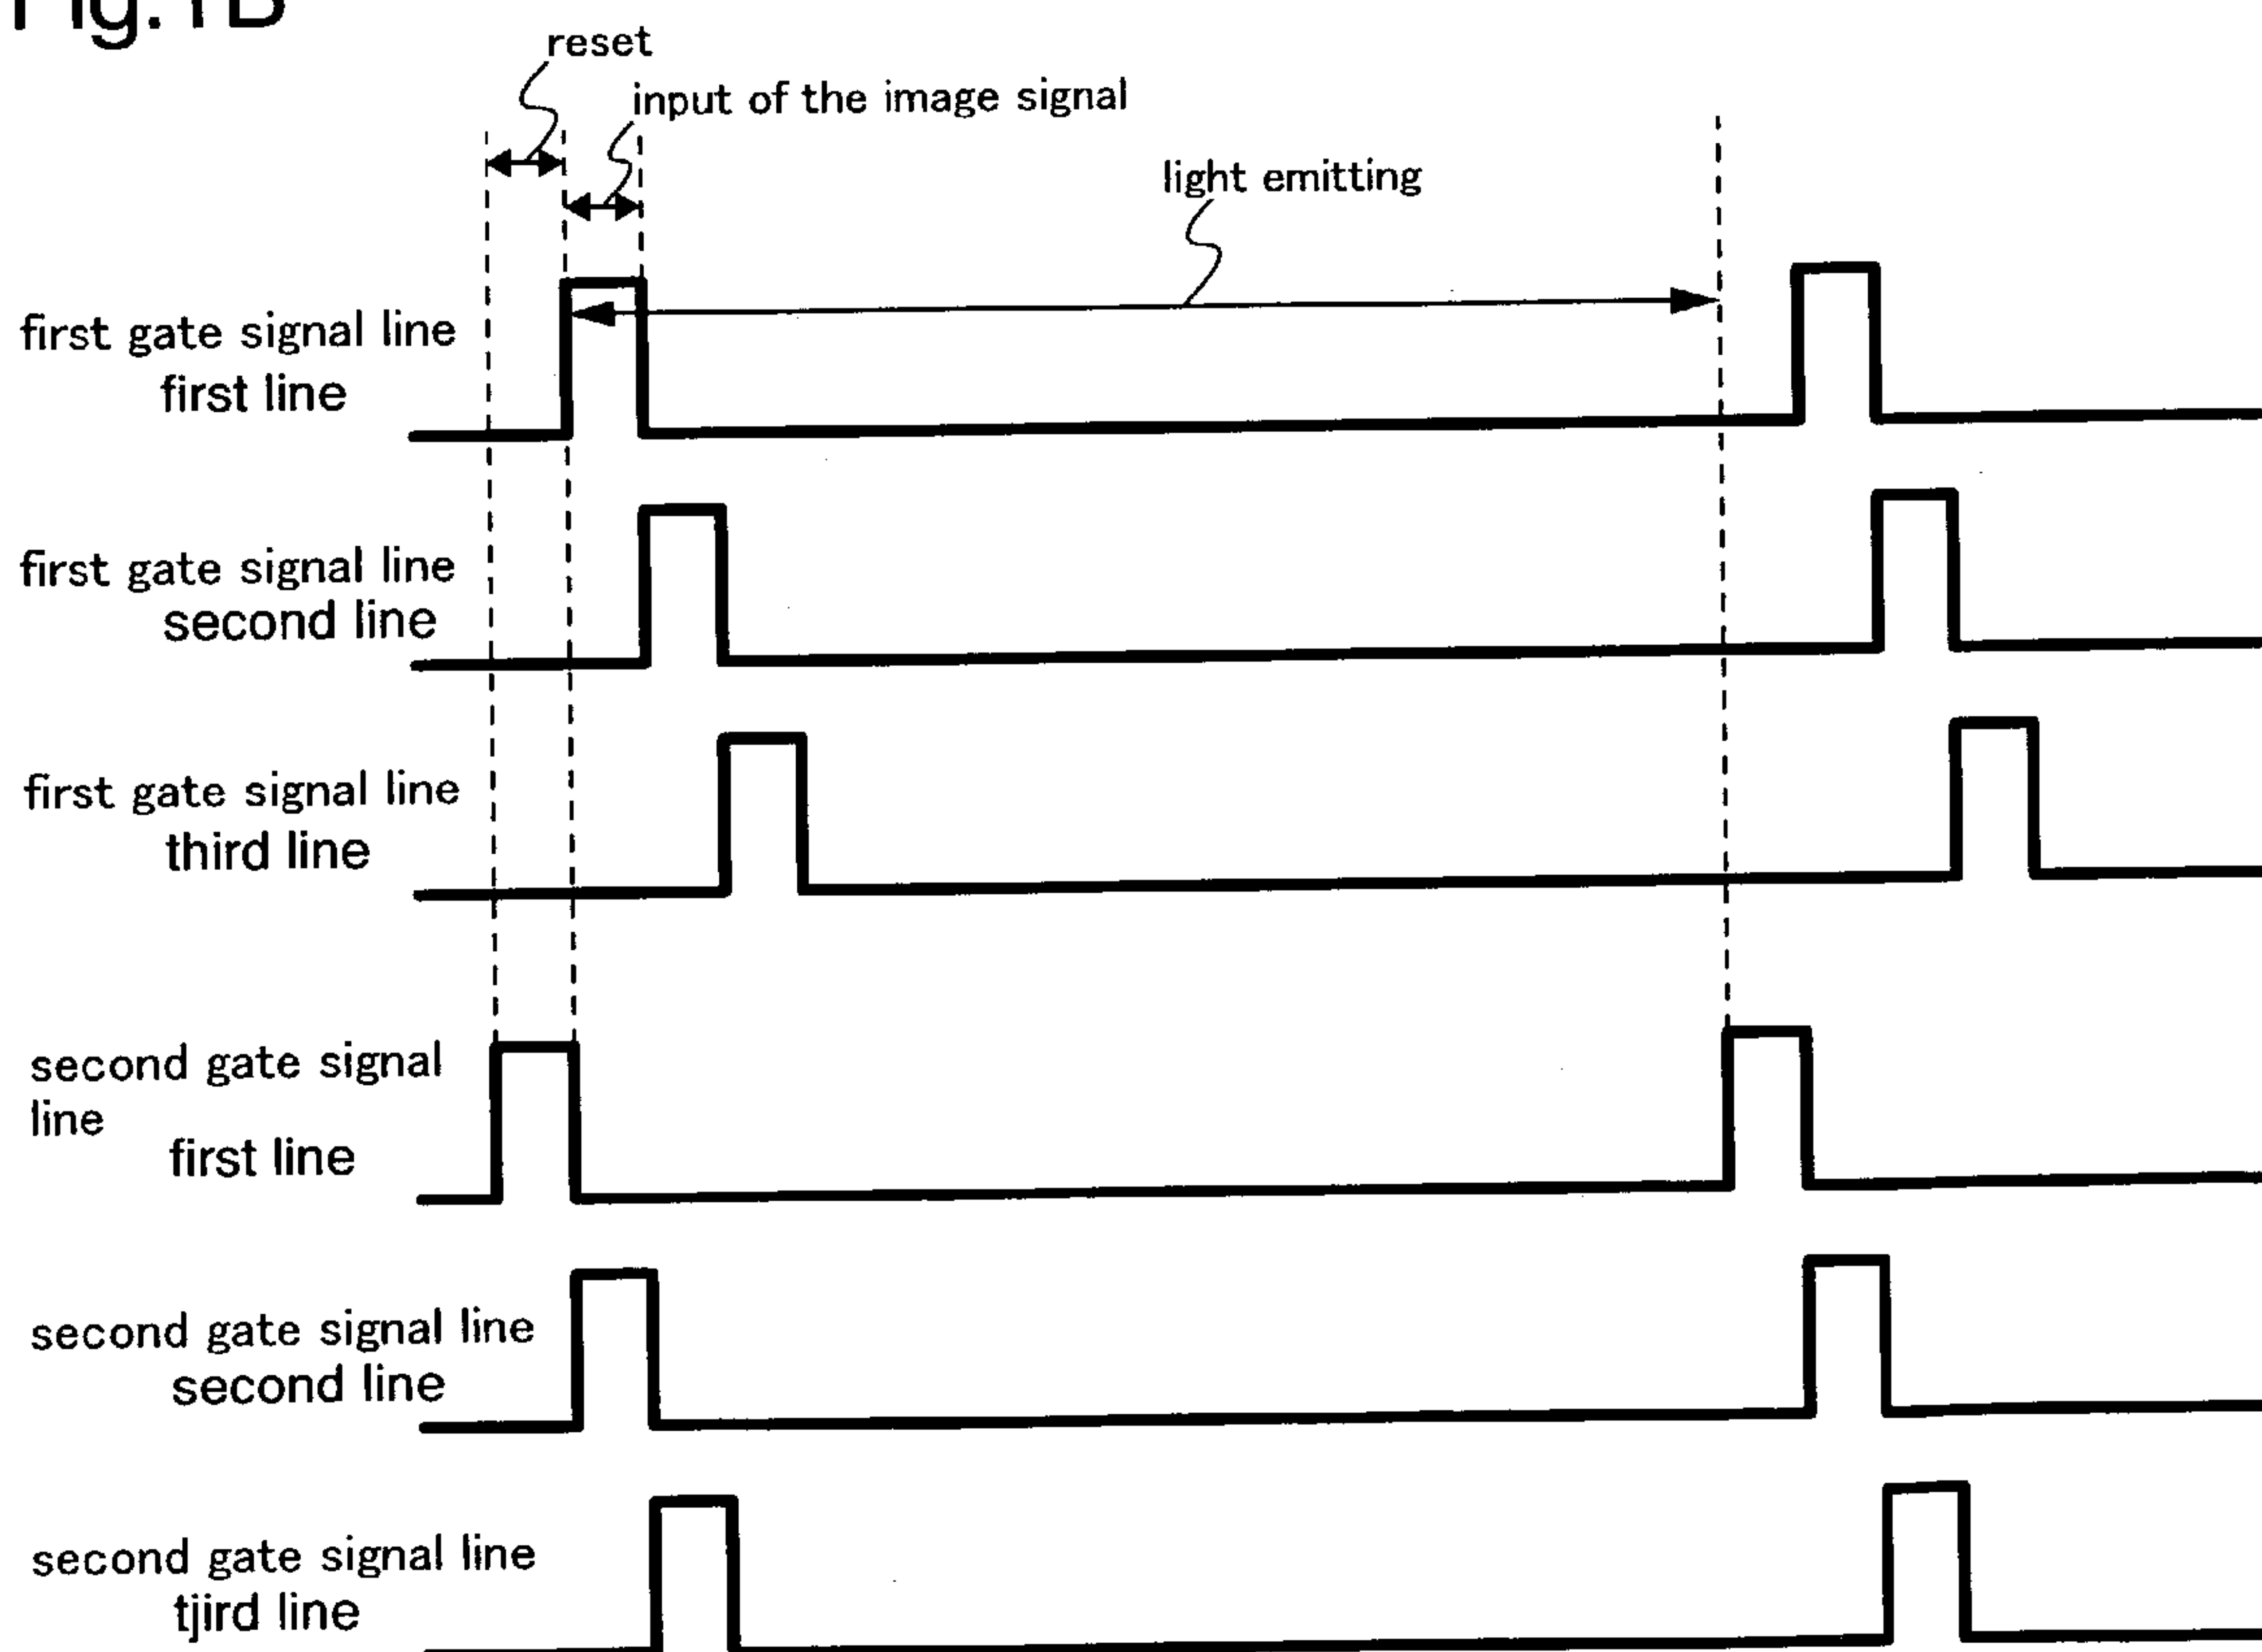 Fig.1B
reset
input of the image signal
light emitting
first gate signal line
first line
first gate signal line
second line
first gate signal line
third line
second gate signal
line
first line
second gate signal line
second line
second gate signal line
tjird line